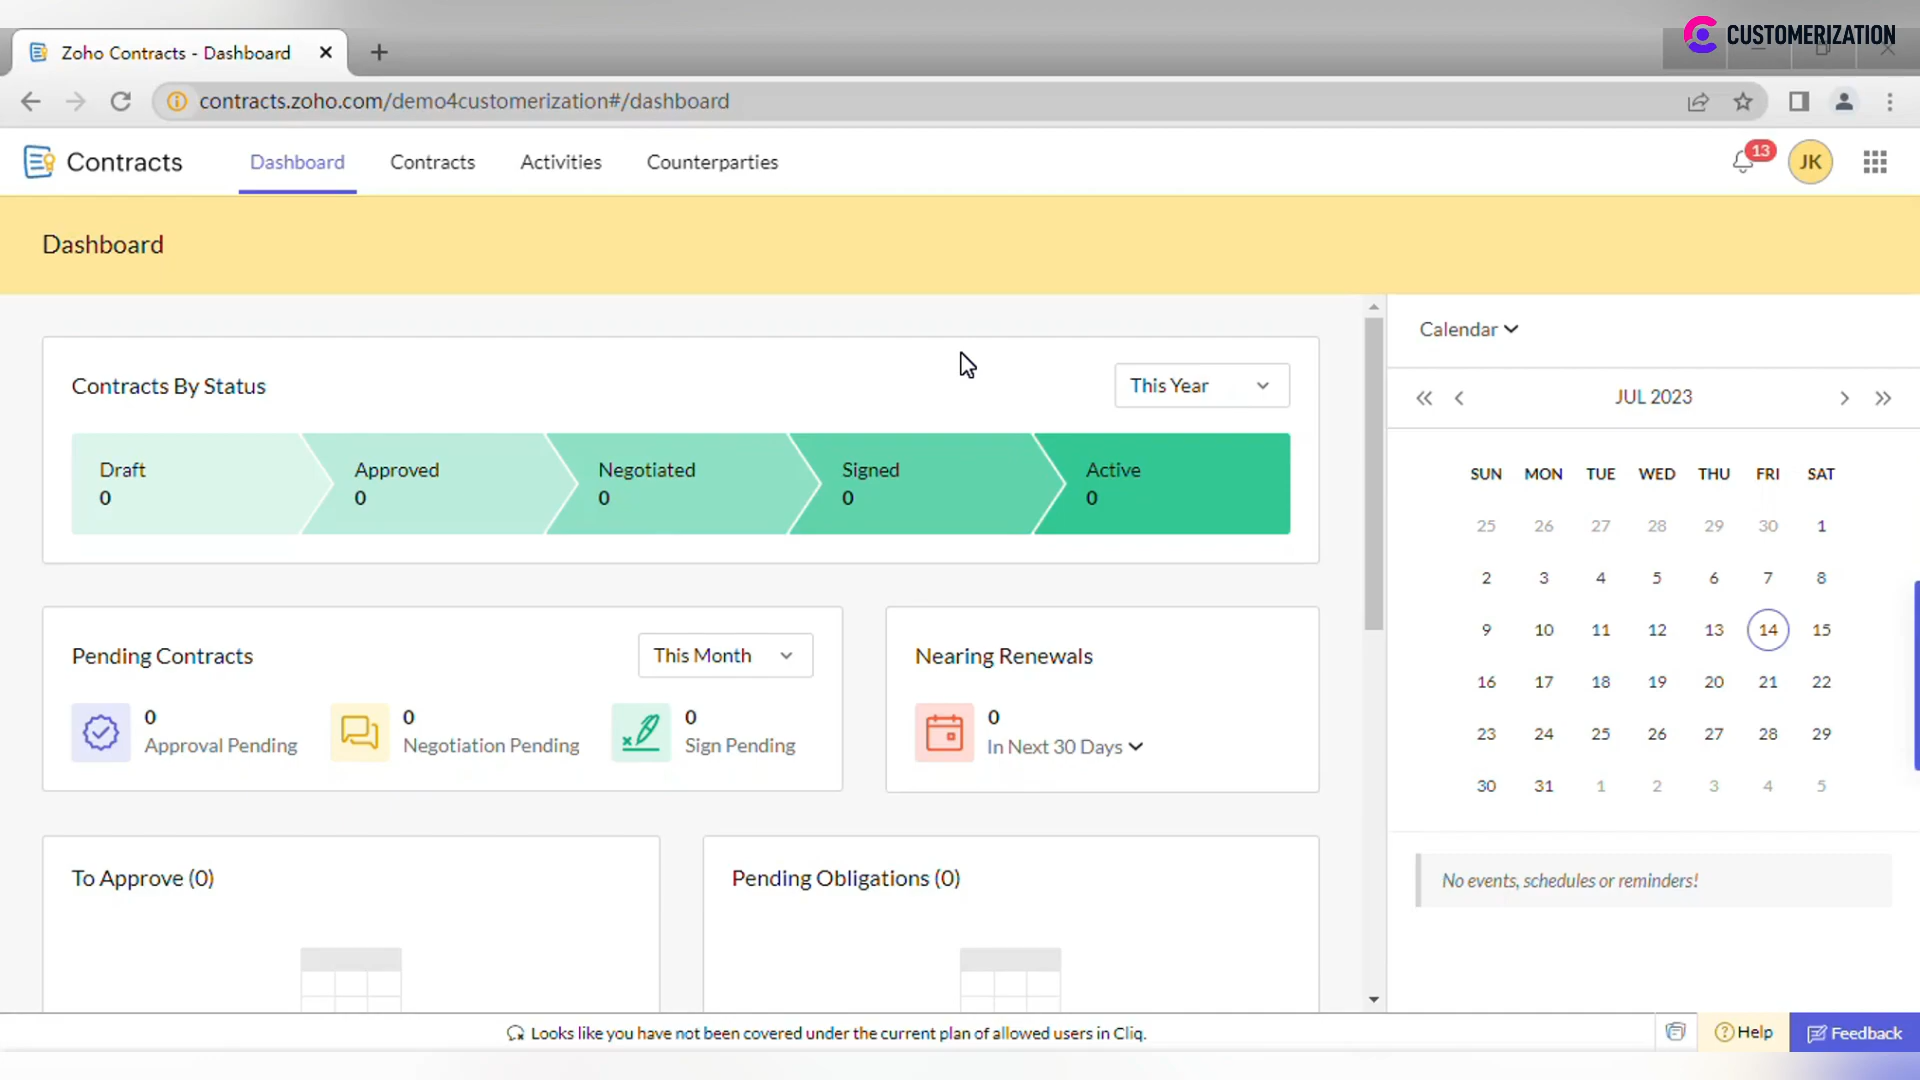 CUSTOMERIZATION
Zoho Contracts - Dashboard
contracts.zoho.com/demo4customerization#/dashboard
Contracts
Dashboard
Contracts
Activities
Counterparties
13
JK
Dashboard
Contracts By Status
This Year
Draft
0
Approved
0
Negotiated
0
Signed
0
Active
0
Pending Contracts
This Month
0
Approval Pending
0
Negotiation Pending
0
Sign Pending
Nearing Renewals
0
In Next 30 Days
To Approve (0)
Pending Obligations (0)
Calendar
JUL 2023
SUN MON TUE WED THU FRI SAT
25 26 27 28 29 30 1
2 3 4 5 6 7 8
9 10 11 12 13 14 15
16 17 18 19 20 21 22
23 24 25 26 27 28 29
30 31 1 2 3 4 5
No events, schedules or reminders!
Looks like you have not been covered under the current plan of allowed users in Cliq.
Help
Feedback